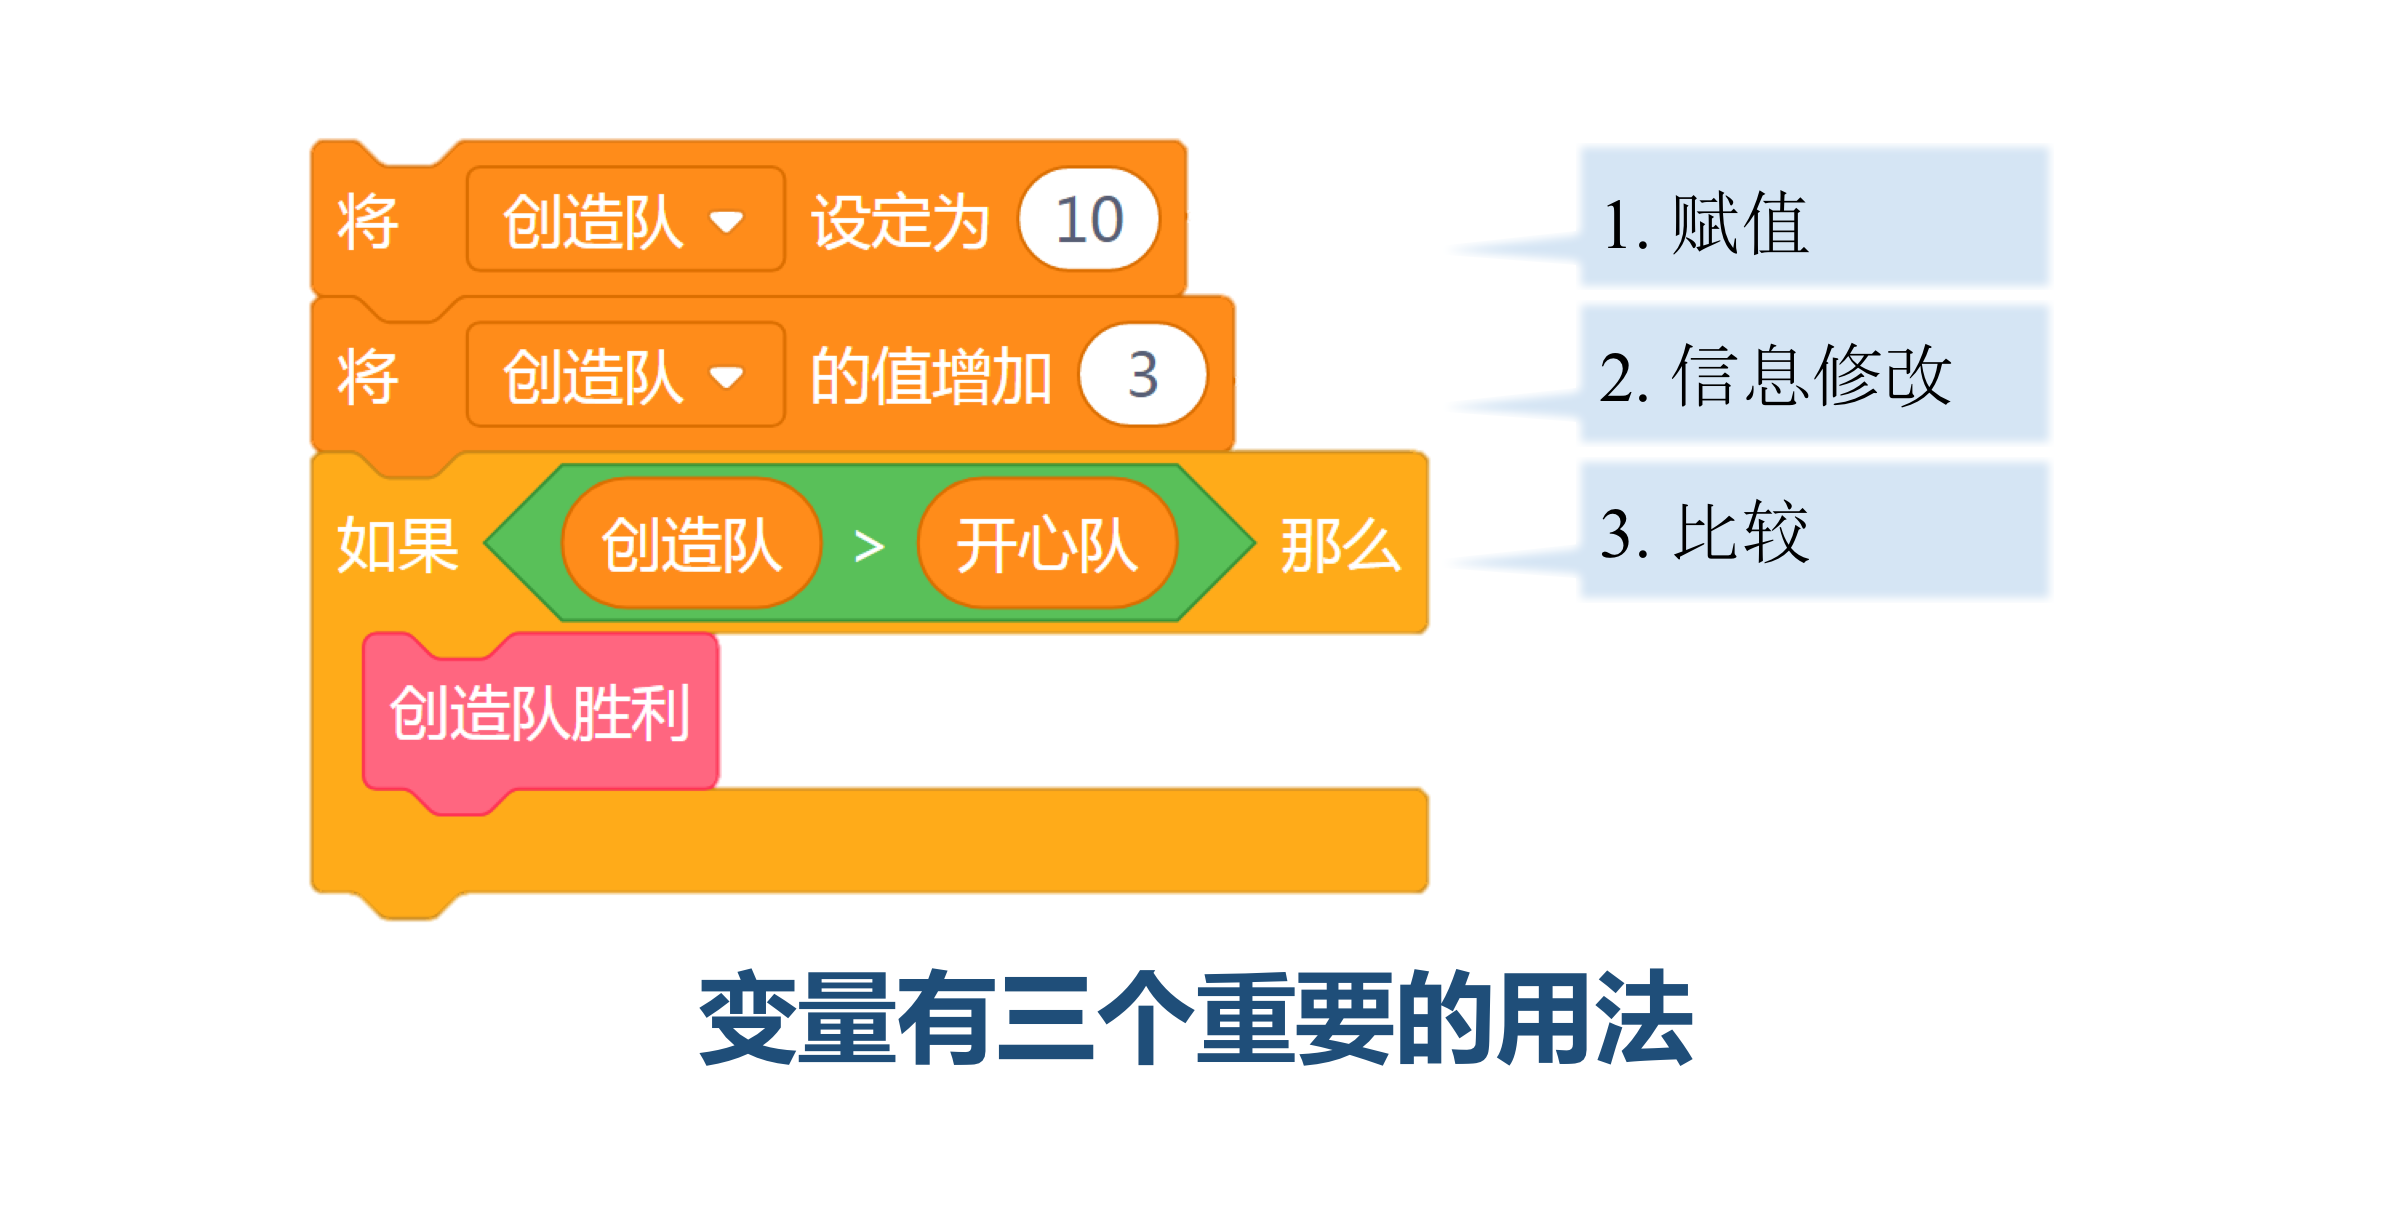 将 创造队 设定为 10
1. 赋值
将 创造队 的值增加 3
2. 信息修改
如果 创造队 > 开心队 那么
3. 比较
创造队胜利
变量有三个重要的用法